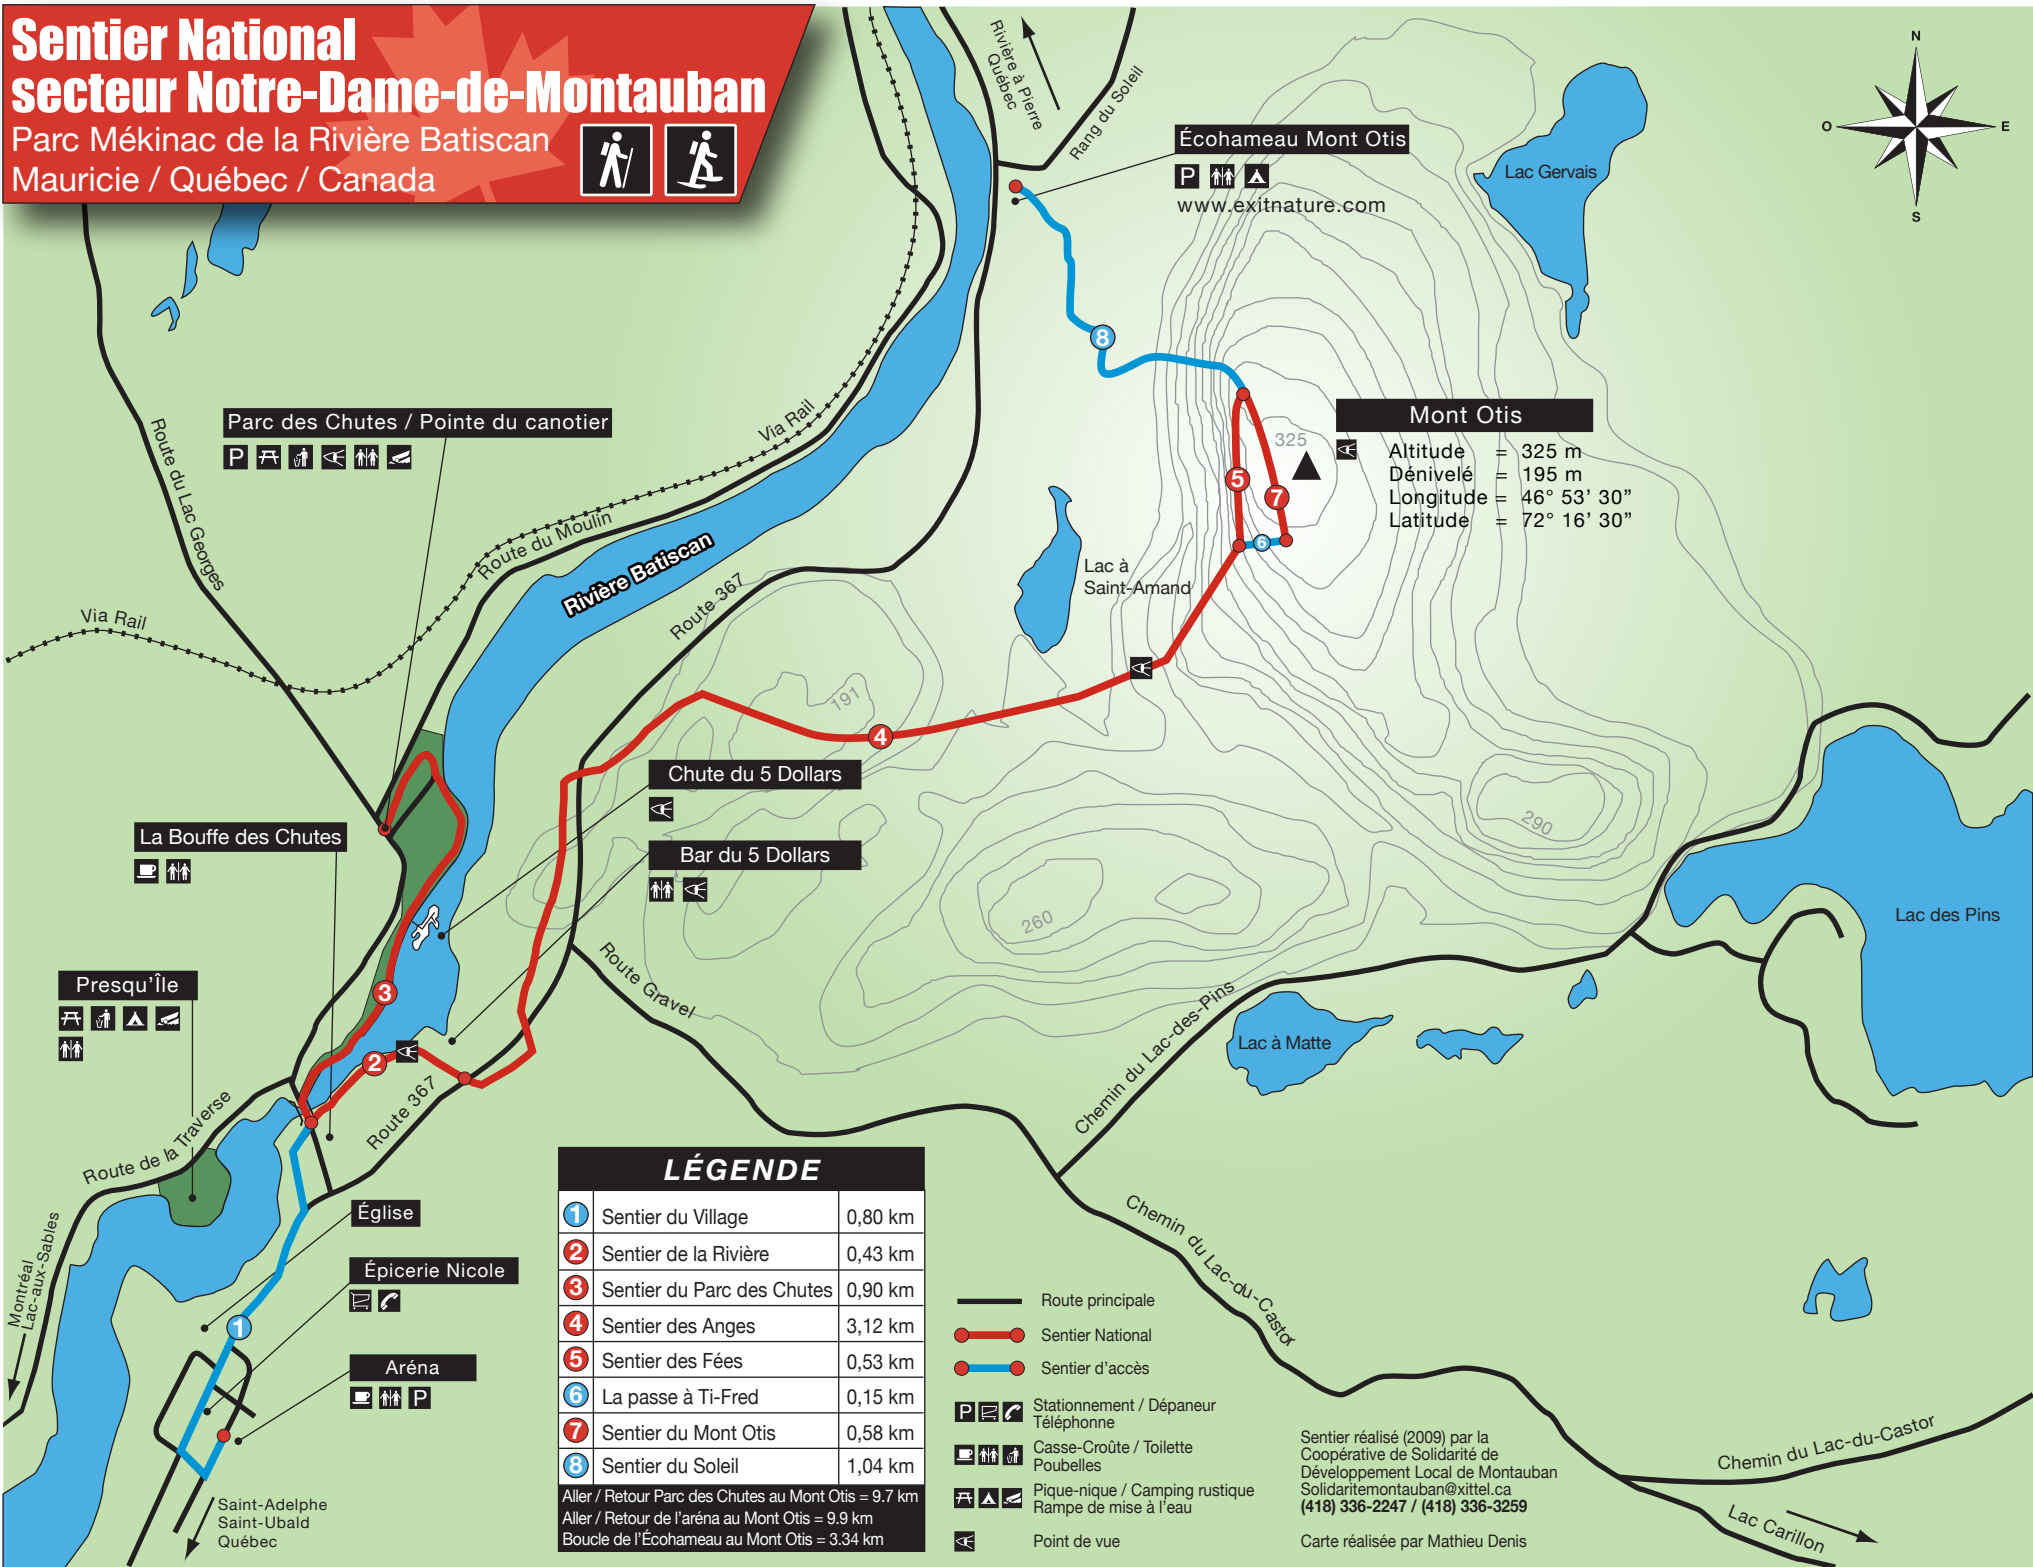 Sentier National
secteur Notre-Dame-de-Montauban
Parc Mékinac de la Rivière Batiscan
Mauricie / Québec / Canada
Rivière à Pierre
Québec
Rang du Soleil
Écohameau Mont Otis
P
www.exitnature.com
Lac Gervais
N
O
E
S
8
Parc des Chutes / Pointe du canotier
P
Route du Lac Georges
Via Rail
Route du Moulin
Via Rail
Rivière Batiscan
Route 367
325
5
7
6
Mont Otis
Altitude = 325 m
Dénivelé = 195 m
Longitude = 46° 53' 30”
Latitude = 72° 16' 30”
Lac à
Saint-Amand
191
4
Chute du 5 Dollars
Bar du 5 Dollars
La Bouffe des Chutes
290
260
Lac des Pins
Presqu'Île
3
2
Route Gravel
Route 367
Lac à Matte
Chemin du Lac-des-Pins
Route de la Traverse
Montréal
Lac-aux-Sables
Église
Épicerie Nicole
1
Aréna
P
Saint-Adelphe
Saint-Ubald
Québec
LÉGENDE
1 Sentier du Village 0,80 km
2 Sentier de la Rivière 0,43 km
3 Sentier du Parc des Chutes 0,90 km
4 Sentier des Anges 3,12 km
5 Sentier des Fées 0,53 km
6 La passe à Ti-Fred 0,15 km
7 Sentier du Mont Otis 0,58 km
8 Sentier du Soleil 1,04 km
Aller / Retour Parc des Chutes au Mont Otis = 9.7 km
Aller / Retour de l'aréna au Mont Otis = 9.9 km
Boucle de l'Écohameau au Mont Otis = 3.34 km
Chemin du Lac-du-Castor
Route principale
Sentier National
Sentier d'accès
P
Stationnement / Dépaneur
Téléphonne
Casse-Croûte / Toilette
Poubelles
Pique-nique / Camping rustique
Rampe de mise à l'eau
Point de vue
Sentier réalisé (2009) par la
Coopérative de Solidarité de
Développement Local de Montauban
Solidaritemontauban@xittel.ca
(418) 336-2247 / (418) 336-3259
Carte réalisée par Mathieu Denis
Chemin du Lac-du-Castor
Lac Carillon